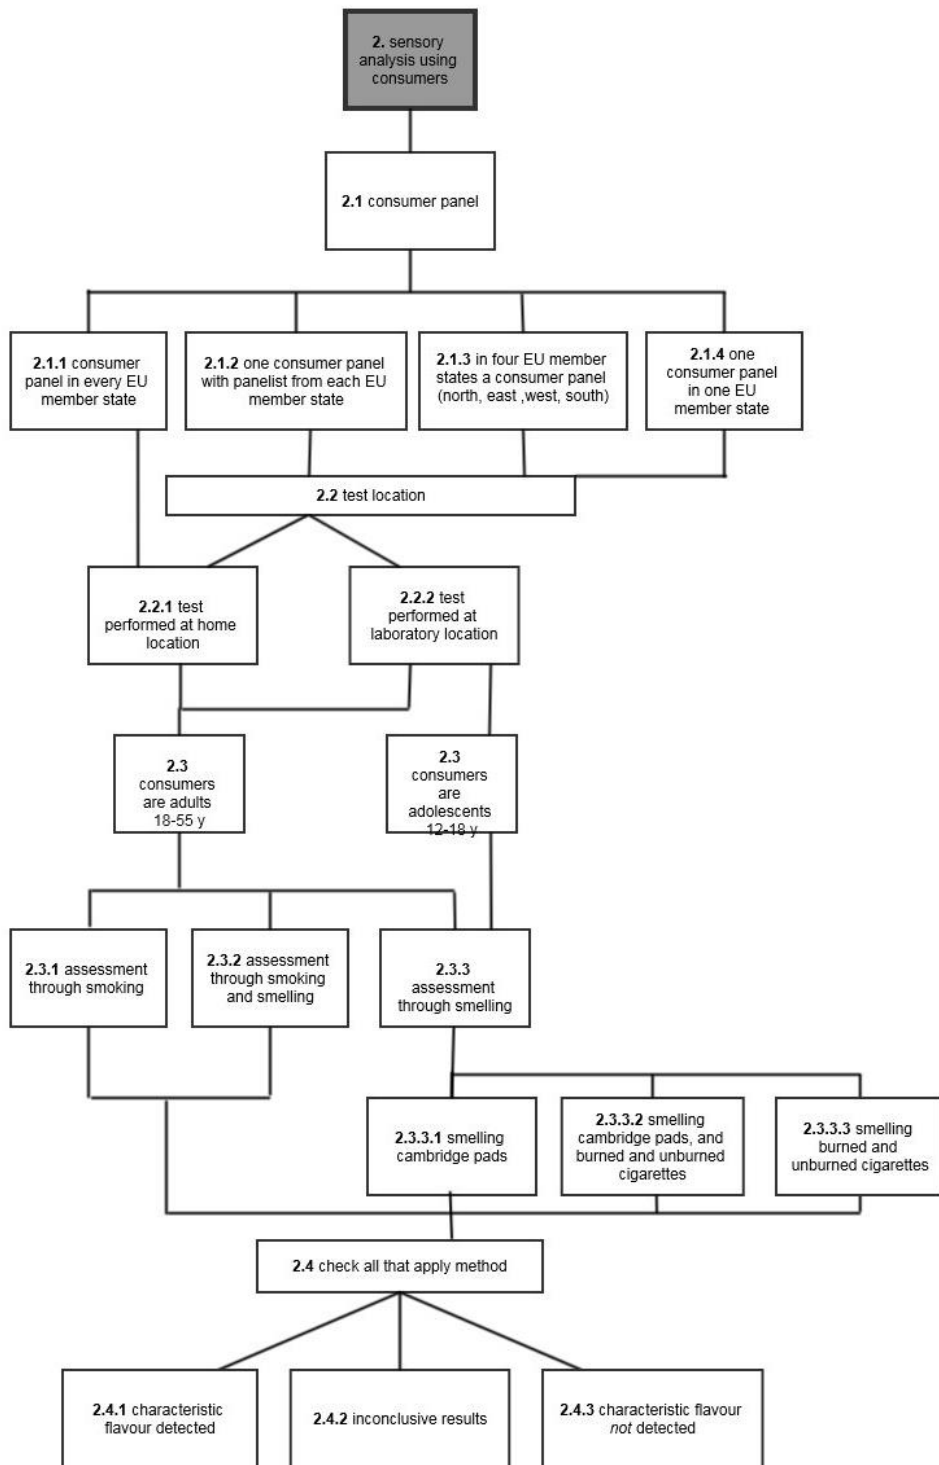 2. sensory
analysis using
consumers
2.1 consumer panel
2.1.1 consumer
panel in every EU
member state
2.1.2 one consumer panel
with panelist from each EU
member state
2.1.3 in four EU member
states a consumer panel
(north, east ,west, south)
2.1.4 one
consumer panel
in one EU
member state
2.2 test location
2.2.1 test
performed at home
location
2.2.2 test
performed at
laboratory location
2.3
consumers
are adults
18-55 y
2.3
consumers
are
adolescents
12-18 y
2.3.1 assessment
through smoking
2.3.2 assessment
through smoking
and smelling
2.3.3
assessment
through smelling
2.3.3.1 smelling
cambridge pads
2.3.3.2 smelling
cambridge pads, and
burned and unburned
cigarettes
2.3.3.3 smelling
burned and
unburned cigarettes
2.4 check all that apply method
2.4.1 characteristic
flavour detected
2.4.2 inconclusive results
2.4.3 characteristic flavour
not detected